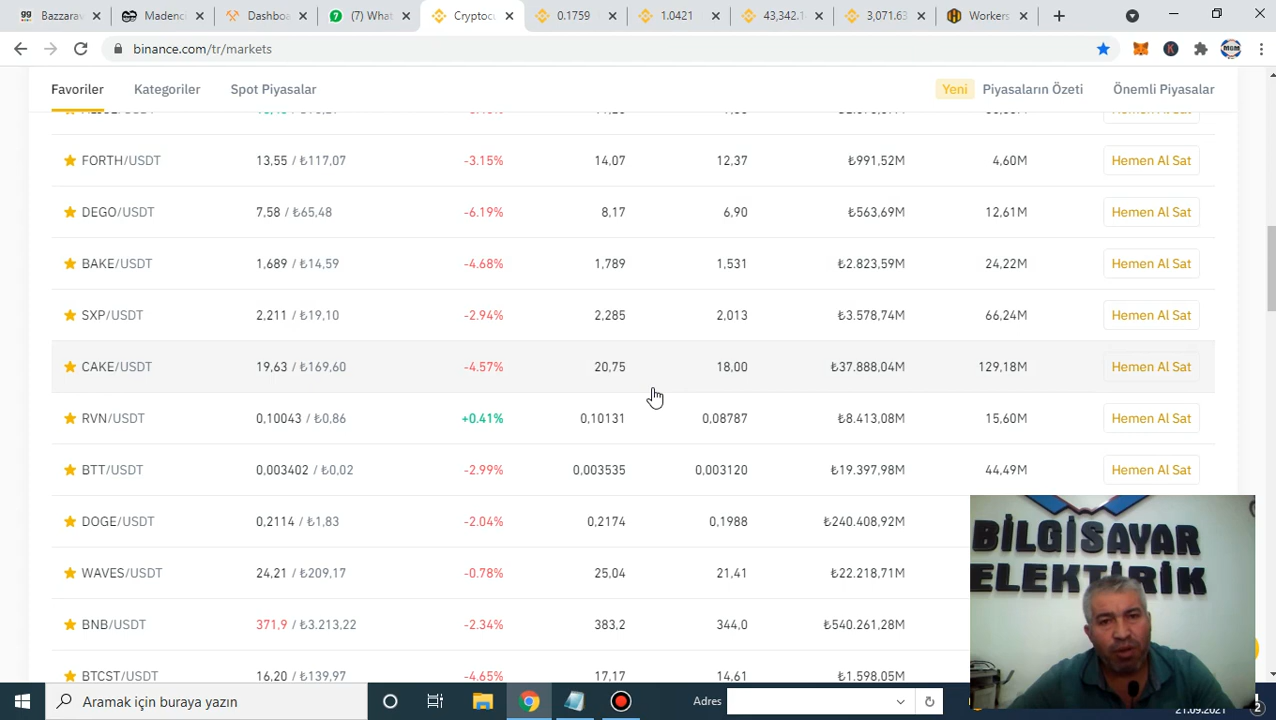 Bazzarav
Madenci
Dashboa
(7) What
Cryptocu
0.1759
1.0421
43,342.1
3,071.63
Workers
binance.com/tr/markets
Favoriler Kategoriler Spot Piyasalar Yeni Piyasaların Özeti Önemli Piyasalar
FORTH/USDT 13,55 / ₺117,07 -3.15% 14,07 12,37 ₺991,52M 4,60M Hemen Al Sat
DEGO/USDT 7.58 / ₺65,48 -6.19% 8,17 6,90 ₺563,69M 12,61M Hemen Al Sat
BAKE/USDT 1,689 / ₺14,59 -4.68% 1,789 1,531 ₺2.823,59M 24,22M Hemen Al Sat
SXP/USDT 2,211 / ₺19,10 -2.94% 2,285 2,013 ₺3.578,74M 66,24M Hemen Al Sat
CAKE/USDT 19,63 / ₺169,60 -4.57% 20,75 18,00 ₺37.888,04M 129,18M Hemen Al Sat
RVN/USDT 0,10043 / ₺0,86 +0.41% 0,10131 0,08787 ₺8.413,08M 15,60M Hemen Al Sat
BTT/USDT 0,003402 / ₺0,02 -2.99% 0,003535 0,003120 ₺19.397,98M 44,49M Hemen Al Sat
DOGE/USDT 0,2114 / ₺1,83 -2.04% 0,2174 0,1988 ₺240.408,92M
WAVES/USDT 24,21 / ₺209,17 -0.78% 25,04 21,41 ₺22.218,71M
BNB/USDT 371,9 / ₺3.213,22 -2.34% 383,2 344,0 ₺540.261,28M
BTCST/USDT 16,20 / ₺139,97 -4.65% 17,17 14,61 ₺1.598,05M
BİLGİSAYAR
ELEKTİRİK
Aramak için buraya yazın
Adres
21.09.2021
2